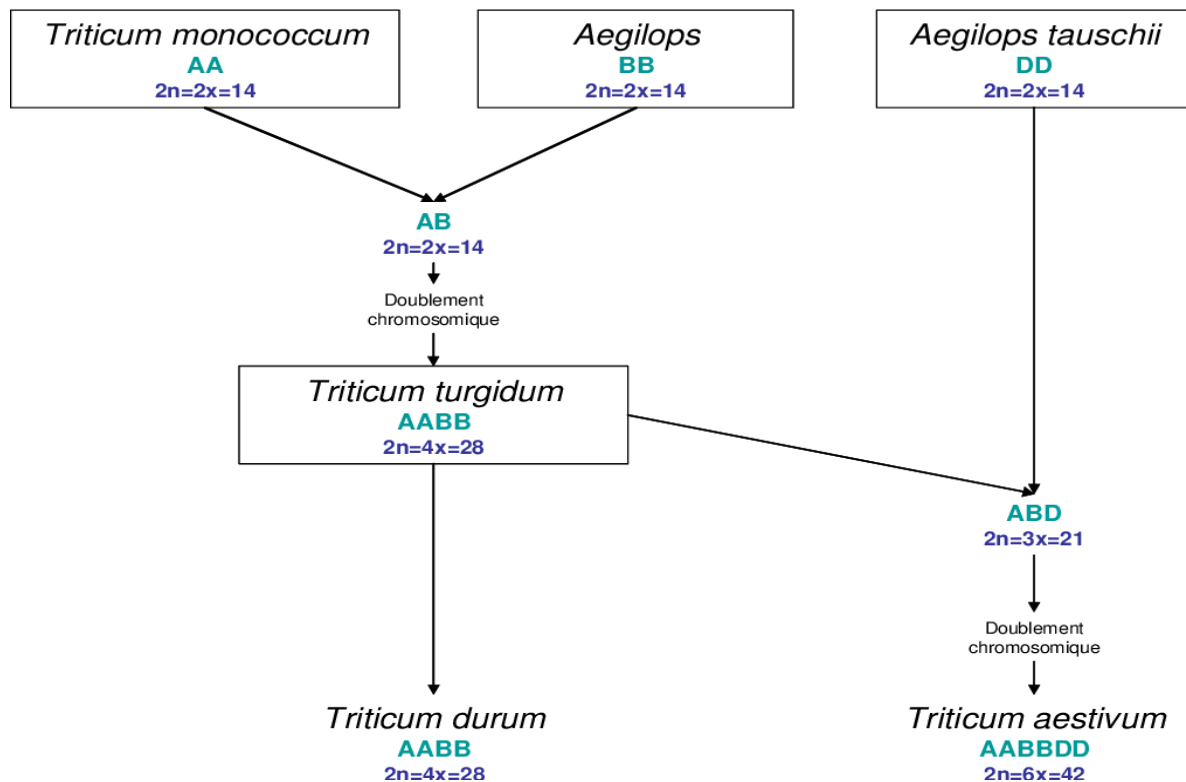 Triticum monococcum
AA
2n=2x=14
Aegilops
BB
2n=2x=14
Aegilops tauschii
DD
2n=2x=14
AB
2n=2x=14
Doublement
chromosomique
Triticum turgidum
AABB
2n=4x=28
ABD
2n=3x=21
Doublement
chromosomique
Triticum durum
AABB
2n=4x=28
Triticum aestivum
AABBDD
2n=6x=42